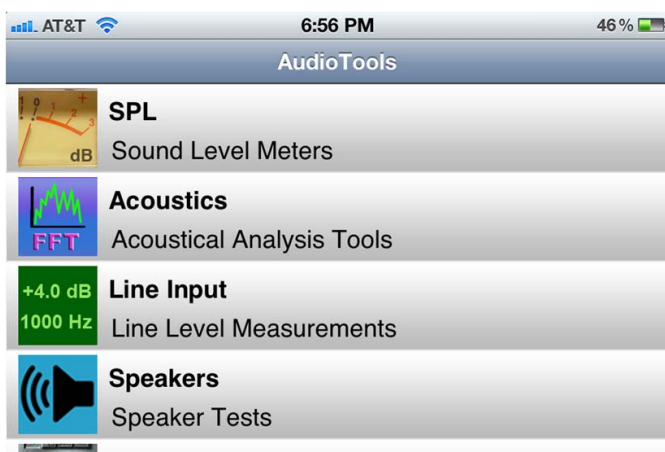 AT&T 6:56 PM 46%
AudioTools
SPL
dB
Sound Level Meters
Acoustics
FFT
Acoustical Analysis Tools
+4.0 dB
Line Input
1000 Hz
Line Level Measurements
Speakers
Speaker Tests